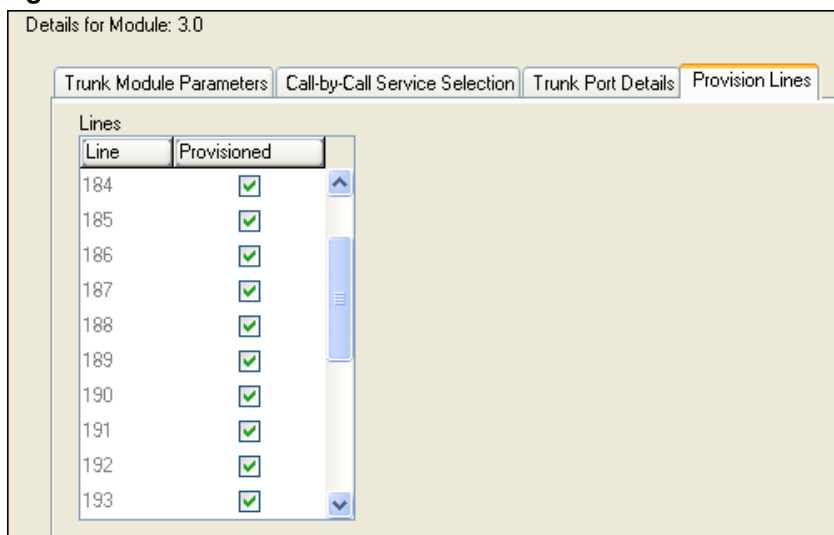 Details for Module: 3.0
Trunk Module Parameters Call-by-Call Service Selection Trunk Port Details Provision Lines
Lines
Line Provisioned
184
185
186
187
188
189
190
191
192
193